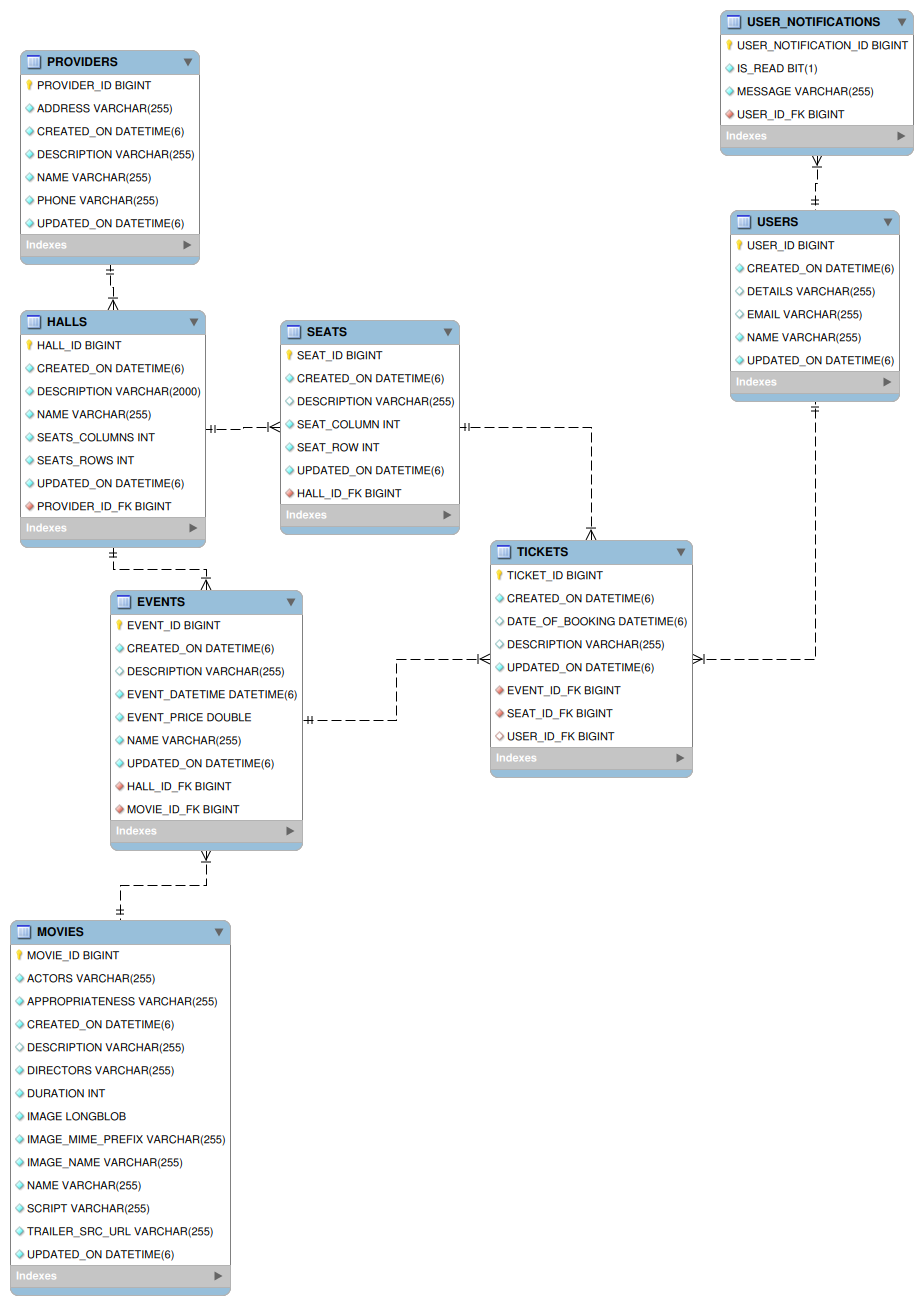 PROVIDERS
PROVIDER_ID BIGINT
ADDRESS VARCHAR(255)
CREATED_ON DATETIME(6)
DESCRIPTION VARCHAR(255)
NAME VARCHAR(255)
PHONE VARCHAR(255)
UPDATED_ON DATETIME(6)
Indexes
HALLS
HALL_ID BIGINT
CREATED_ON DATETIME(6)
DESCRIPTION VARCHAR(2000)
NAME VARCHAR(255)
SEATS_COLUMNS INT
SEATS_ROWS INT
UPDATED_ON DATETIME(6)
PROVIDER_ID_FK BIGINT
Indexes
SEATS
SEAT_ID BIGINT
CREATED_ON DATETIME(6)
DESCRIPTION VARCHAR(255)
SEAT_COLUMN INT
SEAT_ROW INT
UPDATED_ON DATETIME(6)
HALL_ID_FK BIGINT
Indexes
USER_NOTIFICATIONS
USER_NOTIFICATION_ID BIGINT
IS_READ BIT(1)
MESSAGE VARCHAR(255)
USER_ID_FK BIGINT
Indexes
USERS
USER_ID BIGINT
CREATED_ON DATETIME(6)
DETAILS VARCHAR(255)
EMAIL VARCHAR(255)
NAME VARCHAR(255)
UPDATED_ON DATETIME(6)
Indexes
TICKETS
TICKET_ID BIGINT
CREATED_ON DATETIME(6)
DATE_OF_BOOKING DATETIME(6)
DESCRIPTION VARCHAR(255)
UPDATED_ON DATETIME(6)
EVENT_ID_FK BIGINT
SEAT_ID_FK BIGINT
USER_ID_FK BIGINT
Indexes
EVENTS
EVENT_ID BIGINT
CREATED_ON DATETIME(6)
DESCRIPTION VARCHAR(255)
EVENT_DATETIME DATETIME(6)
EVENT_PRICE DOUBLE
NAME VARCHAR(255)
UPDATED_ON DATETIME(6)
HALL_ID_FK BIGINT
MOVIE_ID_FK BIGINT
Indexes
MOVIES
MOVIE_ID BIGINT
ACTORS VARCHAR(255)
APPROPRIATENESS VARCHAR(255)
CREATED_ON DATETIME(6)
DESCRIPTION VARCHAR(255)
DIRECTORS VARCHAR(255)
DURATION INT
IMAGE LONGBLOB
IMAGE_MIME_PREFIX VARCHAR(255)
IMAGE_NAME VARCHAR(255)
NAME VARCHAR(255)
SCRIPT VARCHAR(255)
TRAILER_SRC_URL VARCHAR(255)
UPDATED_ON DATETIME(6)
Indexes